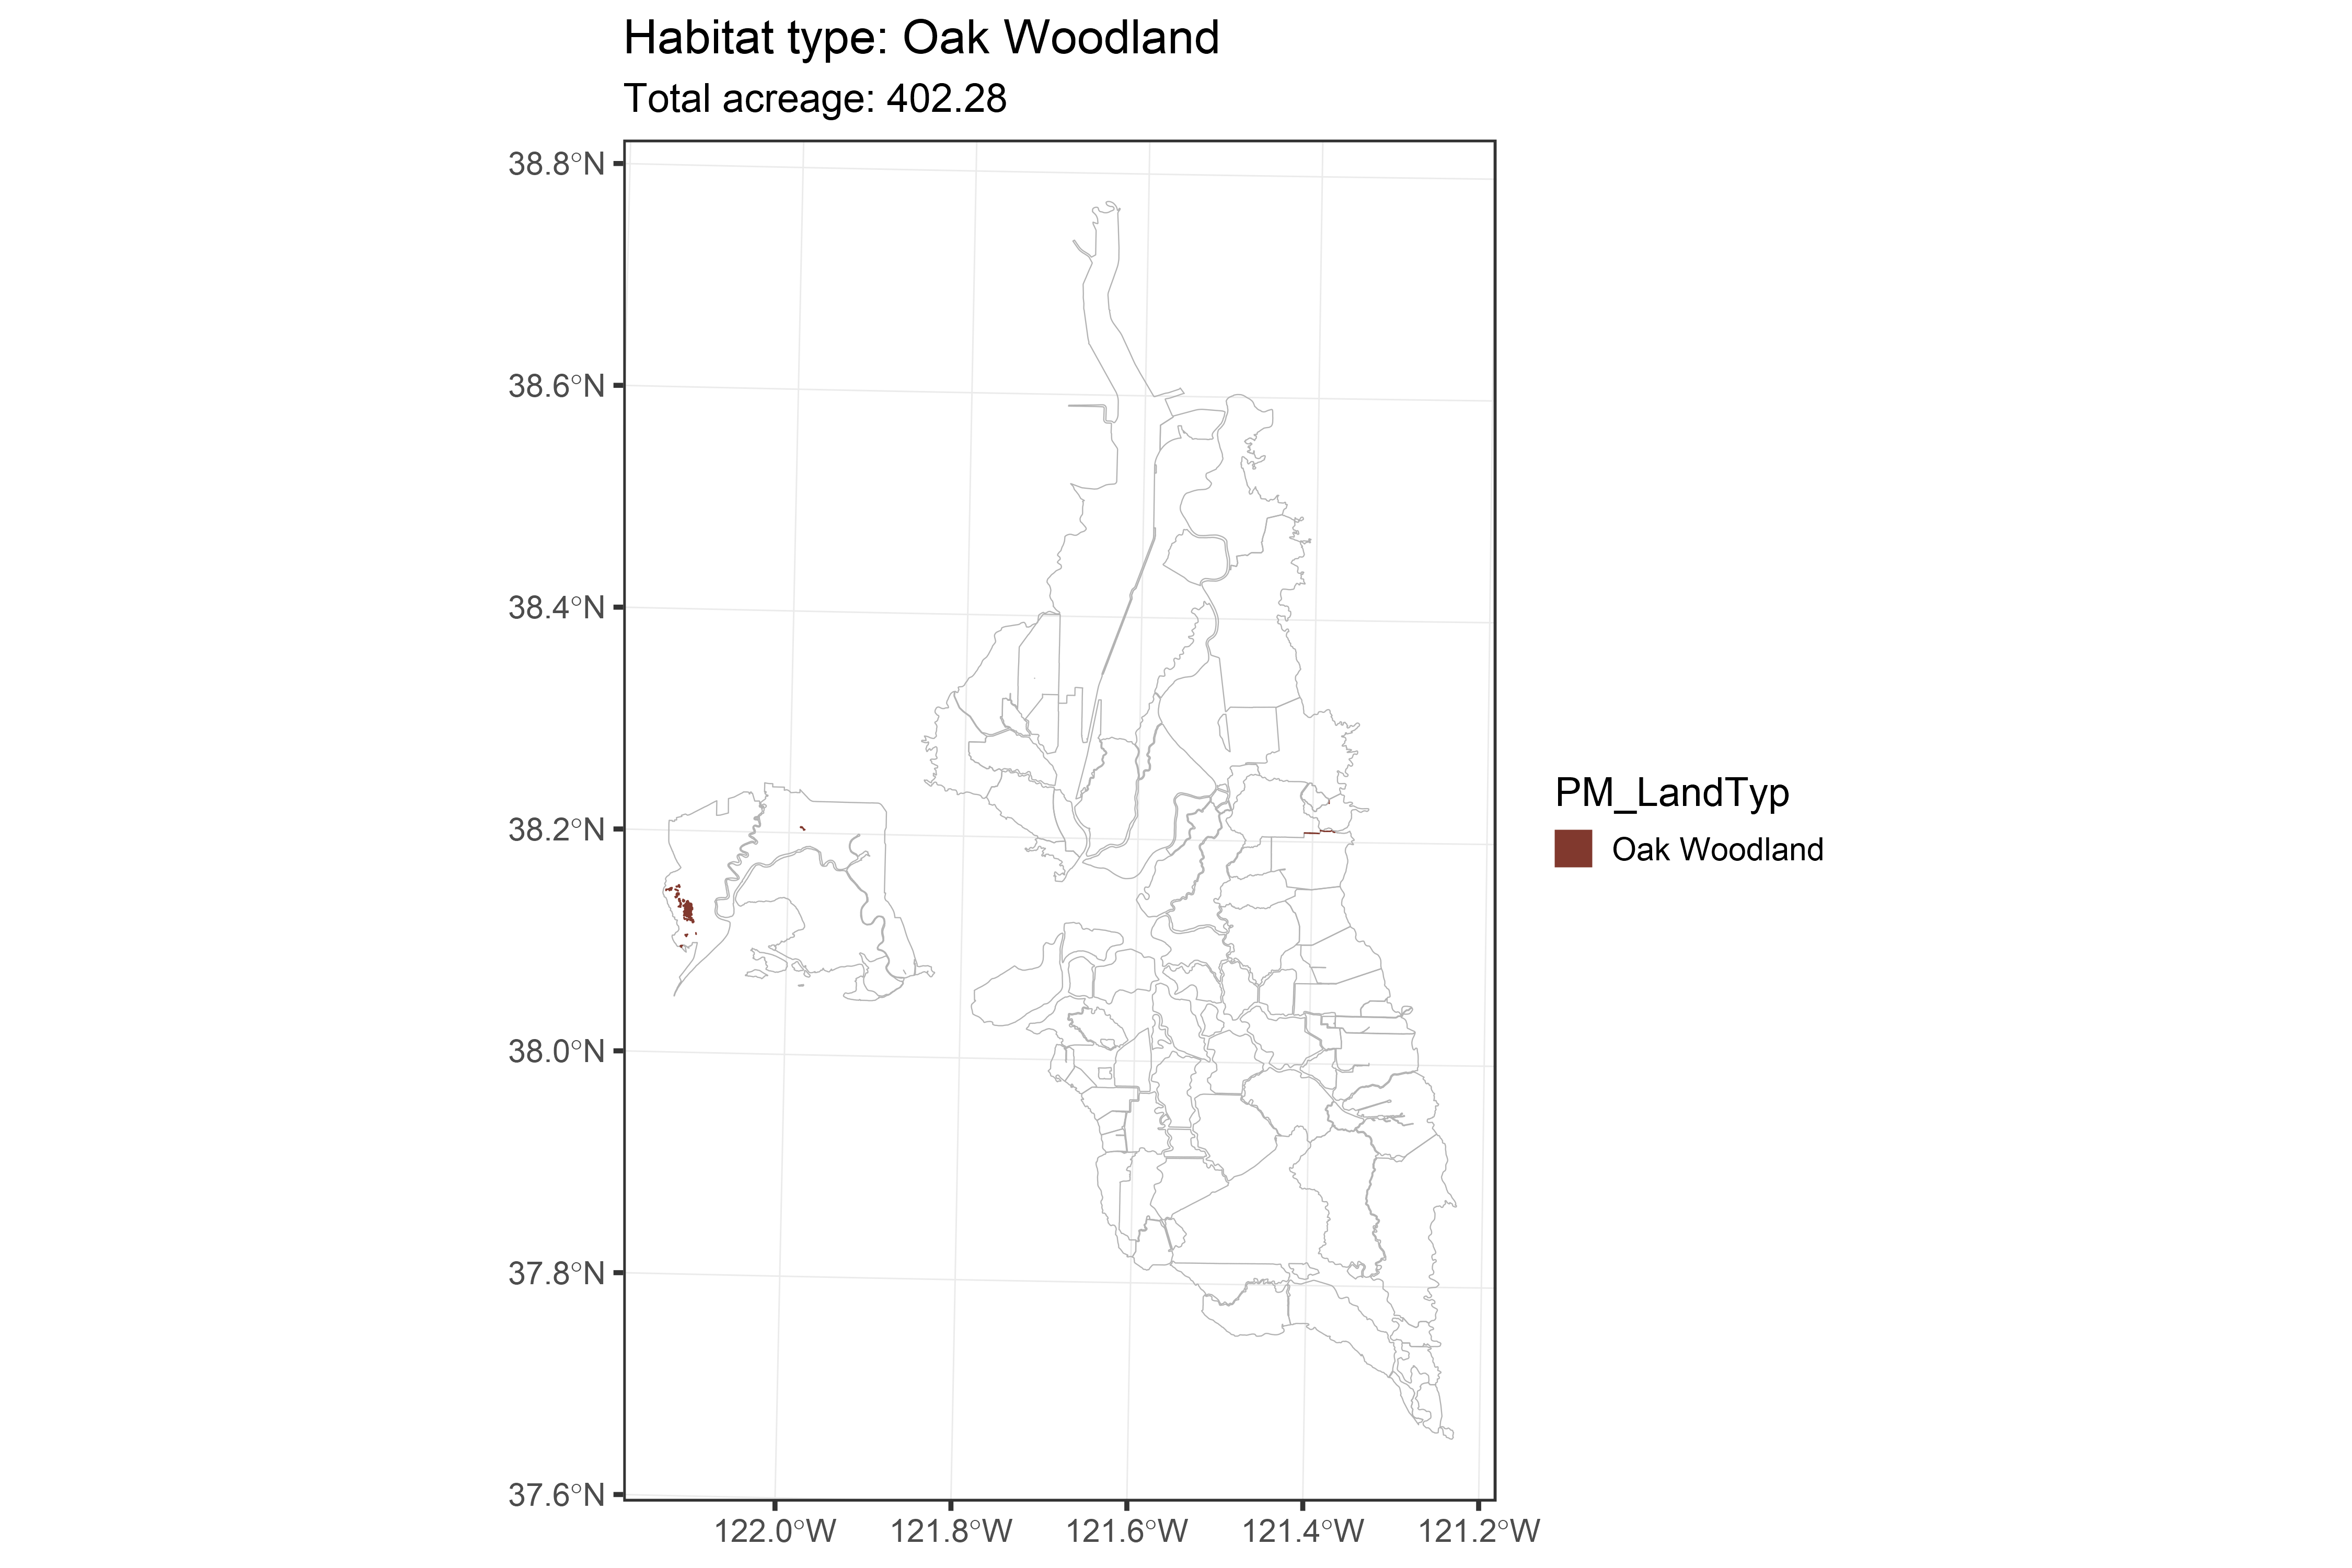 Habitat type: Oak Woodland
Total acreage: 402.28
38.8°N
38.6°N
38.4°N
38.2°N
38.0°N
37.8°N
37.6°N
122.0°W 121.8°W 121.6°W 121.4°W 121.2°W
PM_LandTyp
Oak Woodland